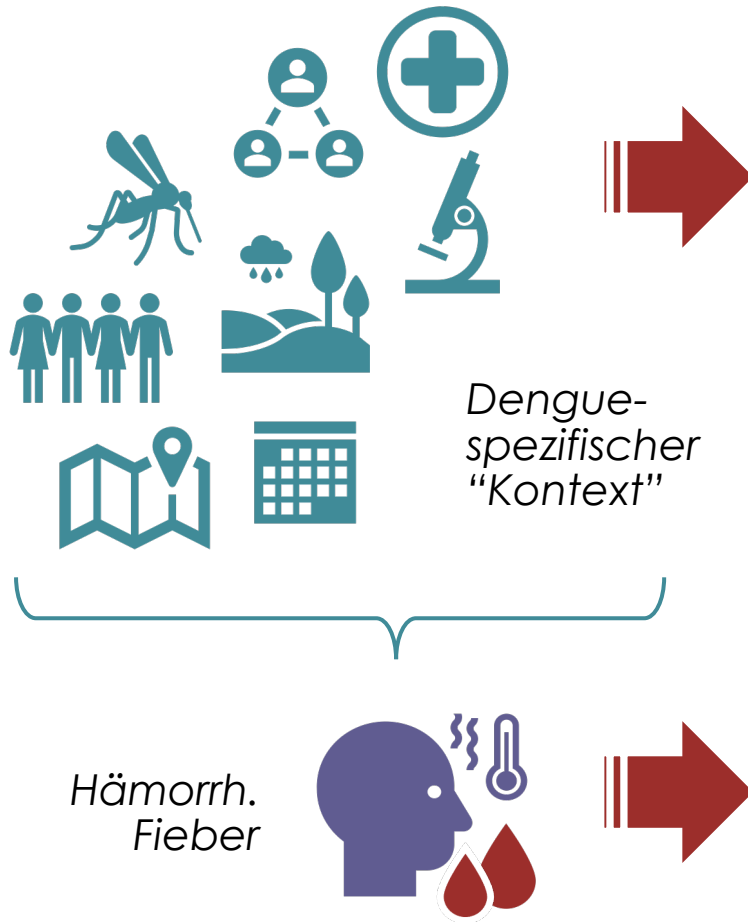 Dengue-
spezifischer
“Kontext”
Hämorrh.
Fieber